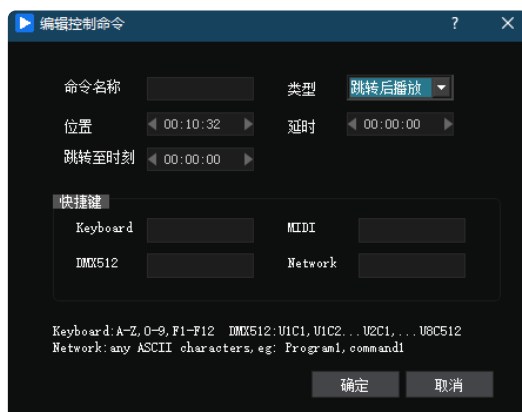 编辑控制命令 ?
命令名称 类型 跳转后播放
位置 00:10:32 延时 00:00:00
跳转至时刻 00:00:00
快捷键
Keyboard MIDI
DMX512 Network
Keyboard:A-Z,0-9,F1-F12 DMX512:U1C1,U1C2...U2C1,...U8C512
Network:any ASCII characters,eg: Program1,command1
确定 取消